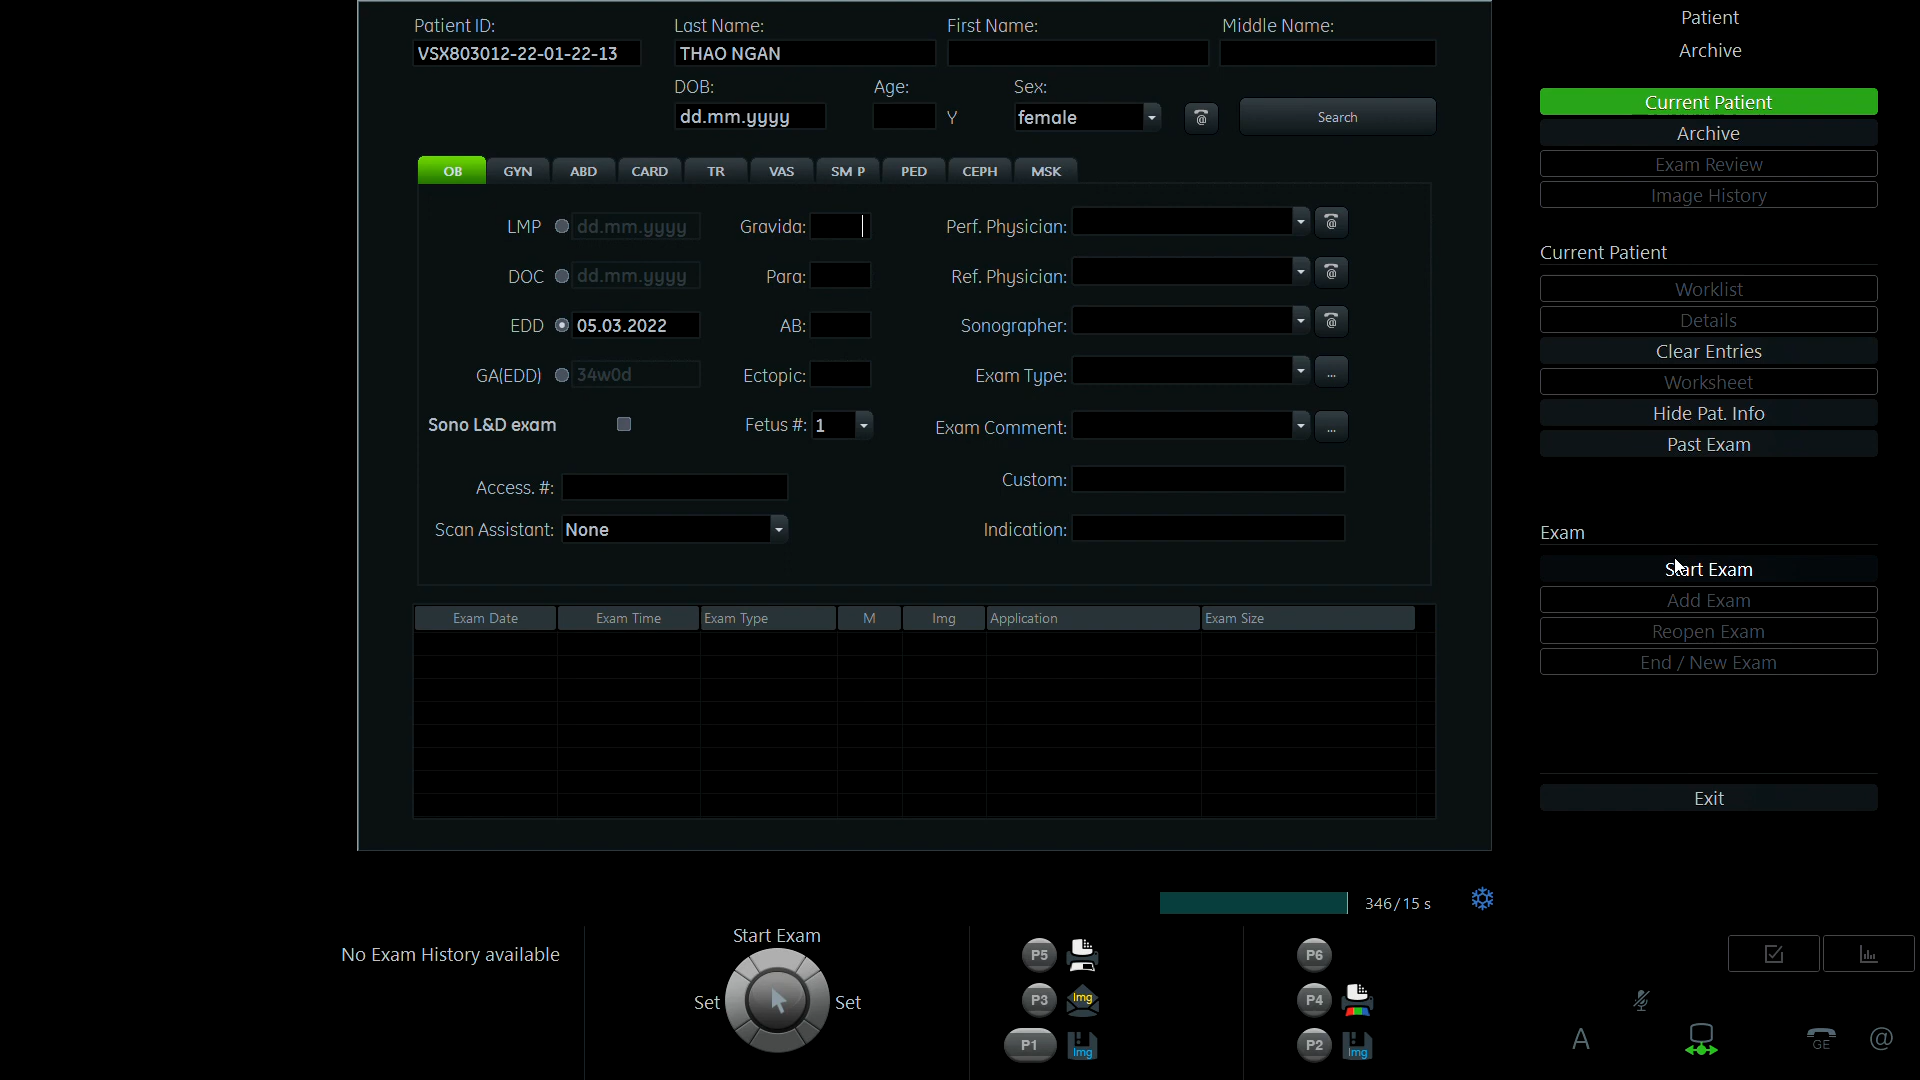 Patient ID: Last Name: First Name: Middle Name:
VSX803012-22-01-22-13 THAO NGAN
DOB: Age: Sex:
dd.mm.yyyy Y female Search
OB GYN ABD CARD TR VAS SM P PED CEPH MSK
LMP dd.mm.yyyy Gravida: Perf. Physician:
DOC dd.mm.yyyy Para: Ref. Physician:
EDD 05.03.2022 AB: Sonographer:
GA(EDD) 34w0d Ectopic: Exam Type: ...
Sono L&D exam Fetus #: 1 Exam Comment: ...
Access. #: Custom:
Scan Assistant: None Indication:
Exam Date Exam Time Exam Type M Img Application Exam Size
Patient
Archive
Current Patient
Archive
Exam Review
Image History
Current Patient
Worklist
Details
Clear Entries
Worksheet
Hide Pat. Info
Past Exam
Exam
Start Exam
Add Exam
Reopen Exam
End / New Exam
Exit
346/15 s
No Exam History available
Start Exam
Set Set
P5
P3 Img
P1 Img
P6
P4
P2 Img
A GE @